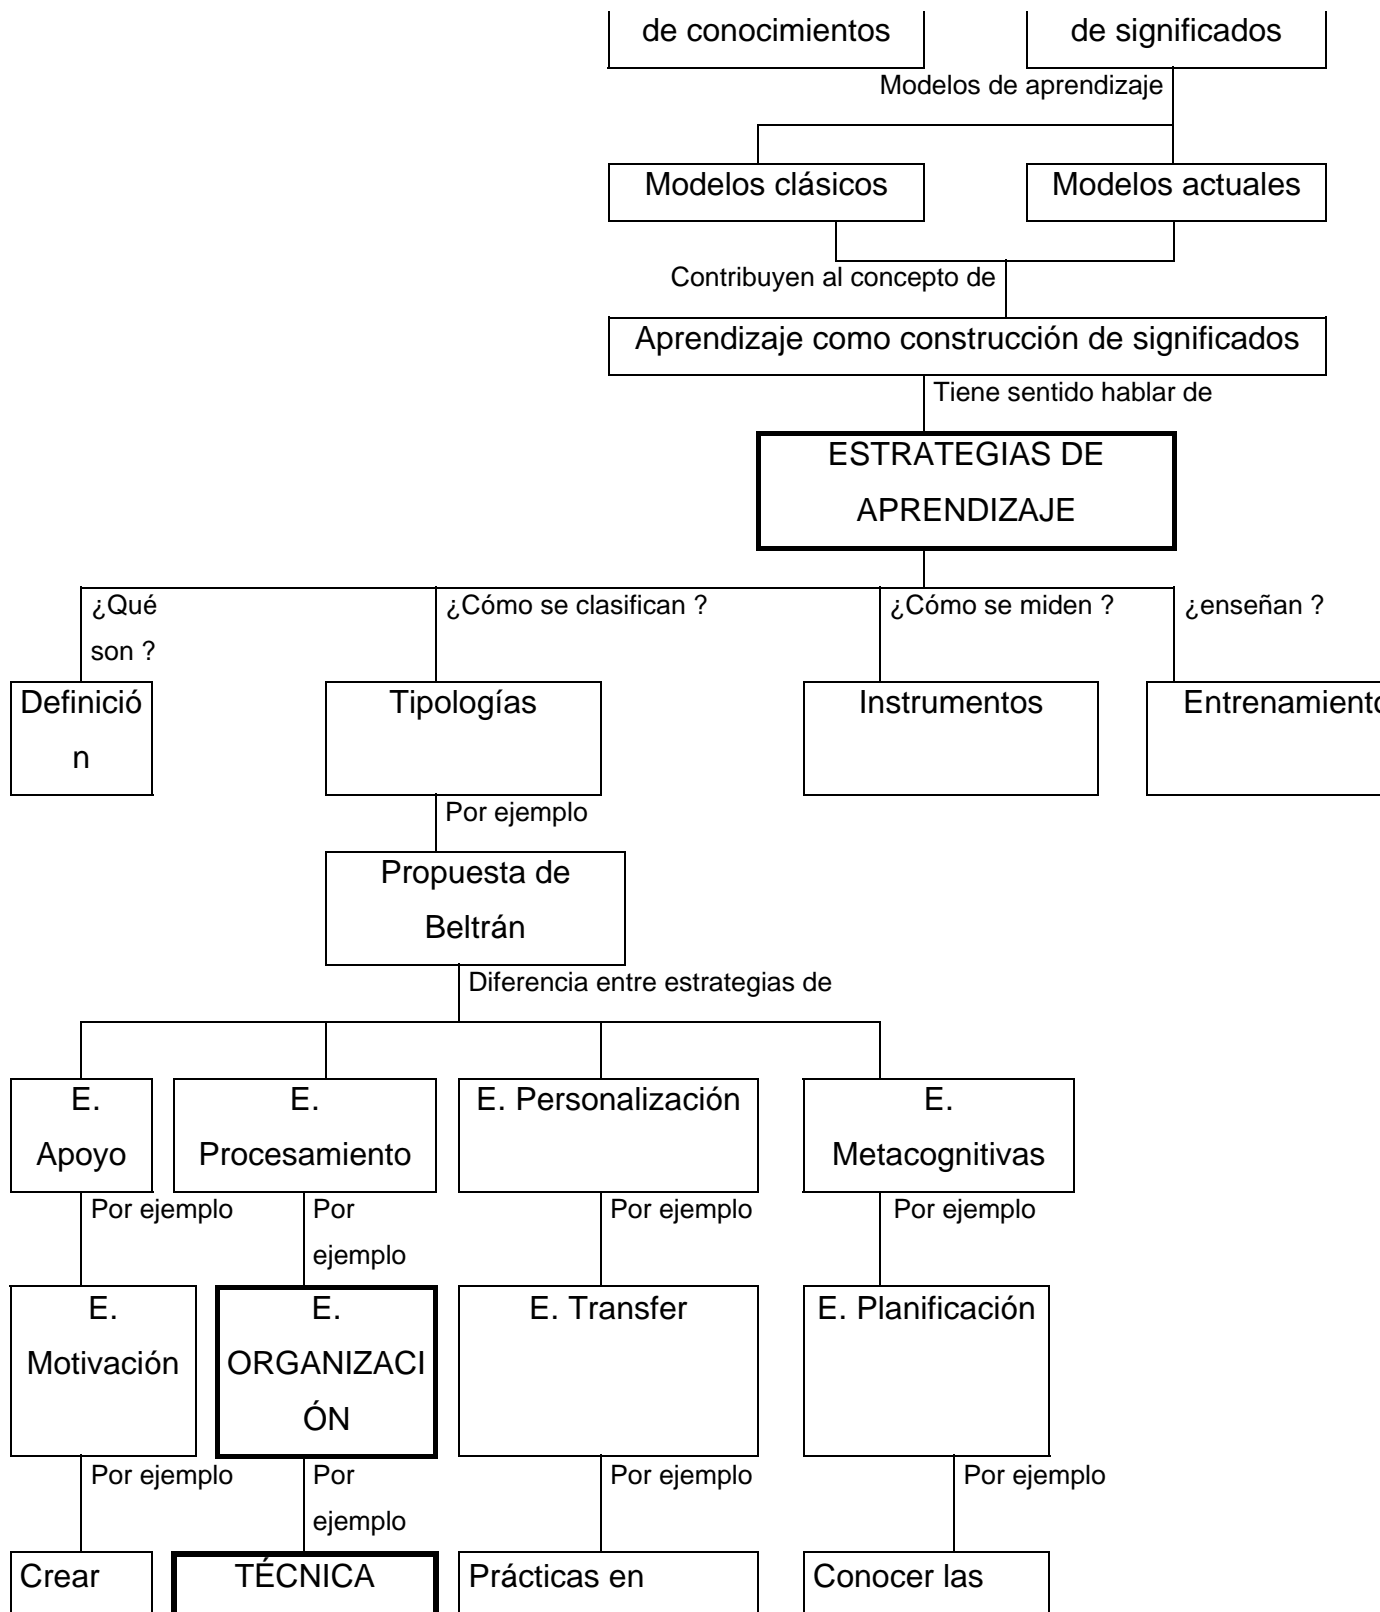 de conocimientos
de significados
Modelos de aprendizaje
Modelos clásicos
Modelos actuales
Contribuyen al concepto de
Aprendizaje como construcción de significados
Tiene sentido hablar de
ESTRATEGIAS DE
APRENDIZAJE
¿Qué
son ?
¿Cómo se clasifican ?
¿Cómo se miden ?
¿enseñan ?
Definició
n
Tipologías
Instrumentos
Entrenamiento
Por ejemplo
Propuesta de
Beltrán
Diferencia entre estrategias de
E.
Apoyo
E.
Procesamiento
E. Personalización
E.
Metacognitivas
Por ejemplo
Por
ejemplo
Por ejemplo
Por ejemplo
E.
Motivación
E.
ORGANIZACI
ÓN
E. Transfer
E. Planificación
Por ejemplo
Por
ejemplo
Por ejemplo
Por ejemplo
Crear
TÉCNICA
Prácticas en
Conocer las